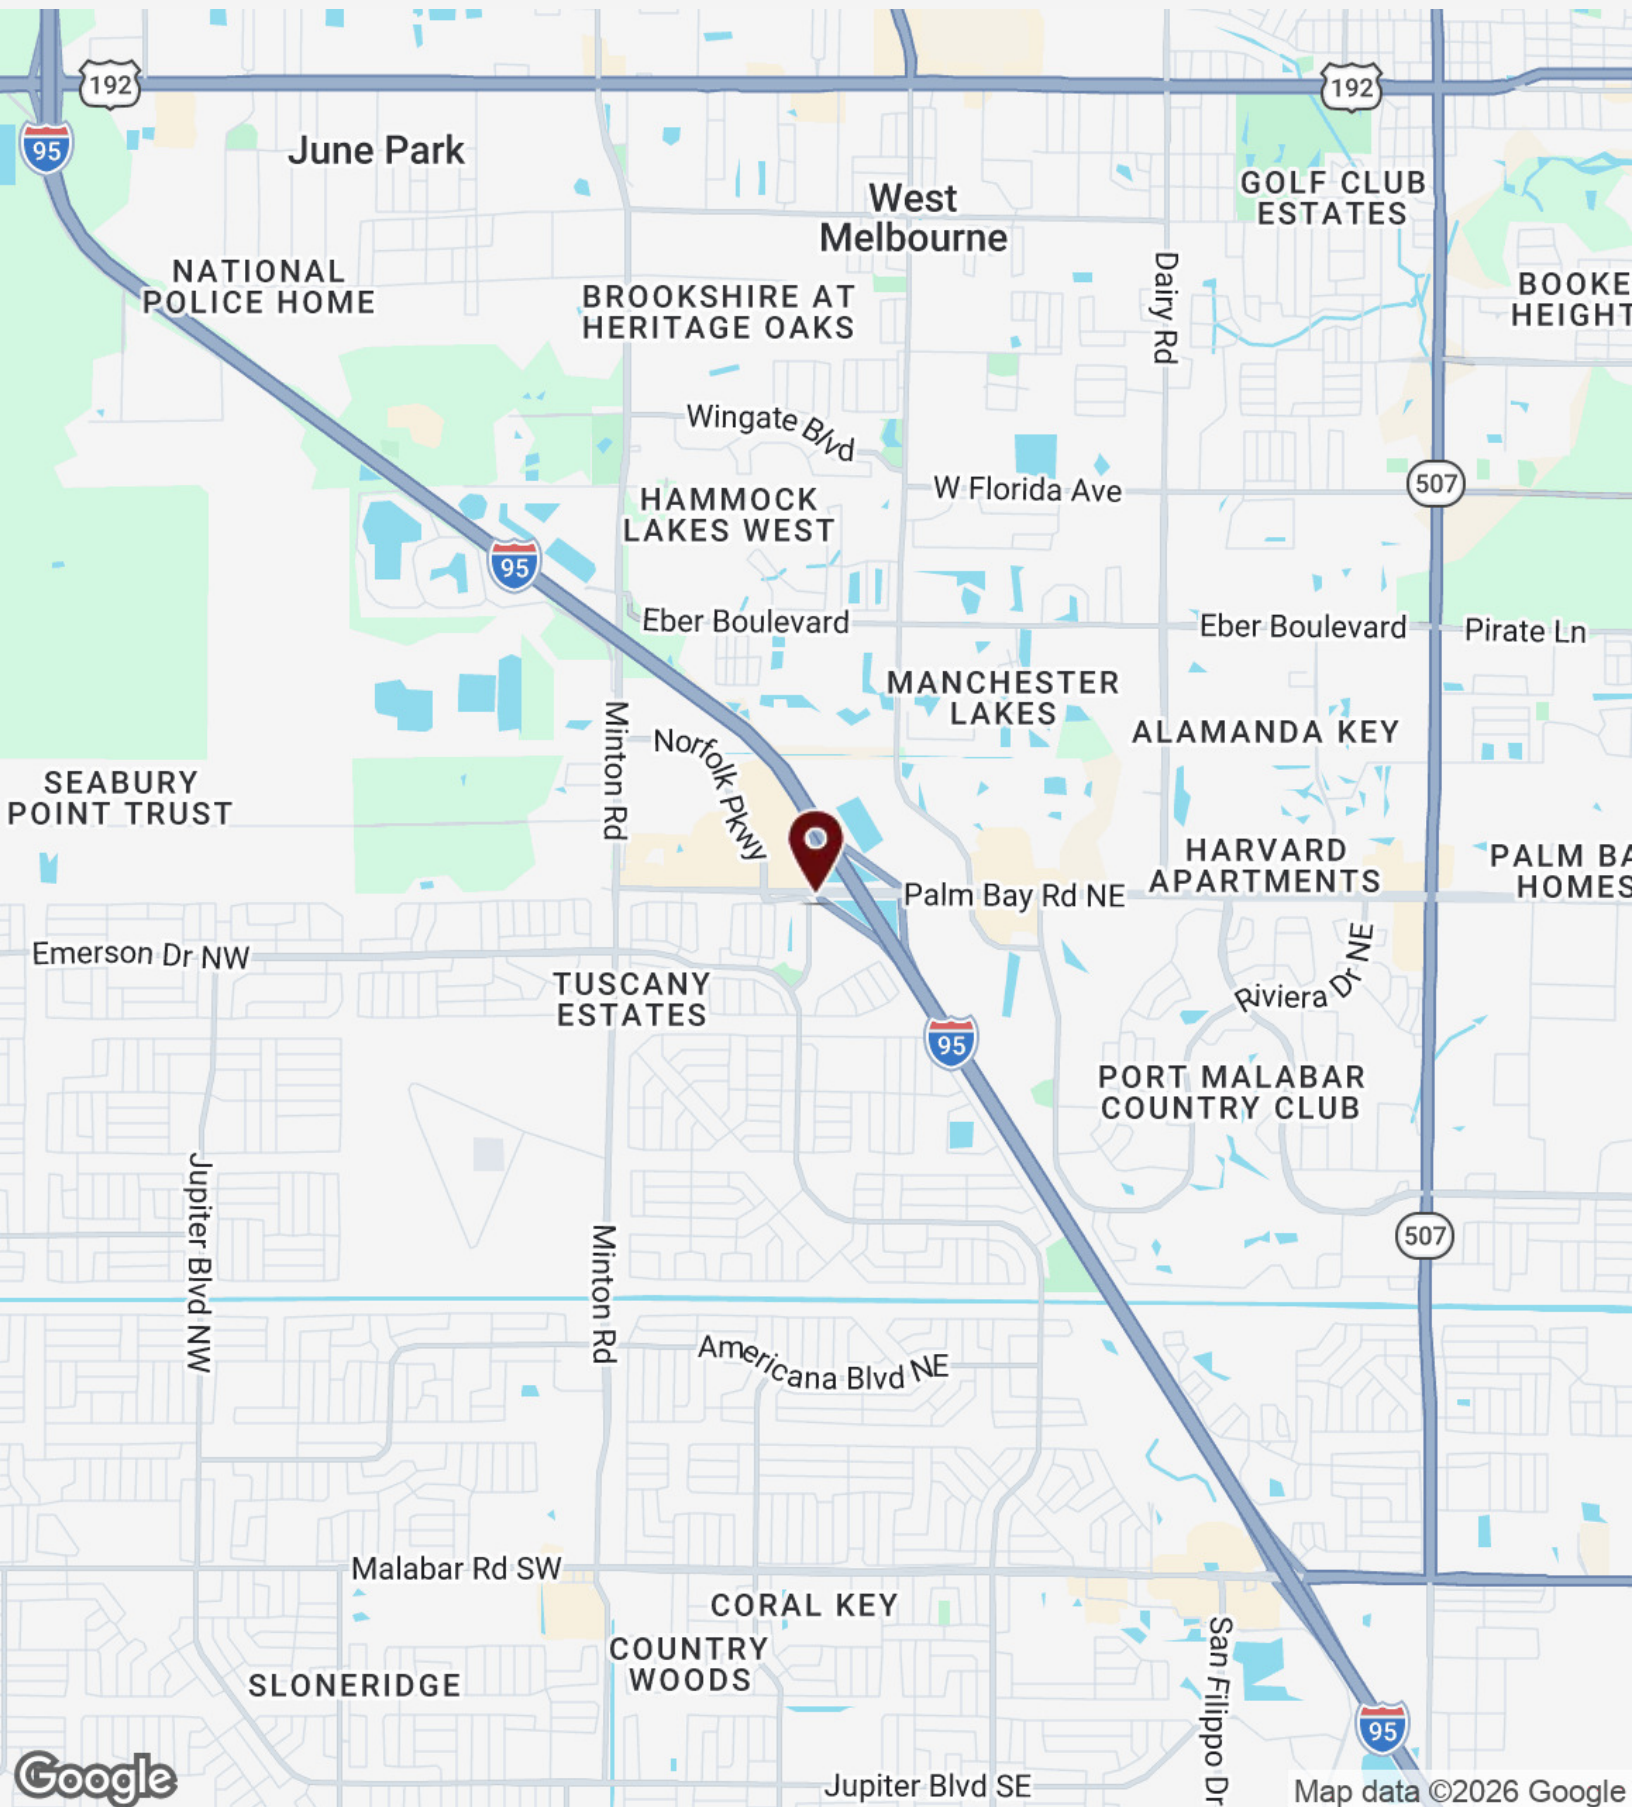 192
192
95
June Park
West
Melbourne
GOLF CLUB
ESTATES
NATIONAL
POLICE HOME
BROOKSHIRE AT
HERITAGE OAKS
Dairy Rd
BOOKE
HEIGHT
Wingate Blvd
W Florida Ave
507
HAMMOCK
LAKES WEST
95
Eber Boulevard
Eber Boulevard
Pirate Ln
MANCHESTER
LAKES
ALAMANDA KEY
Minton Rd
Norfolk Pkwy
SEABURY
POINT TRUST
HARVARD
APARTMENTS
PALM BA
HOMES
Palm Bay Rd NE
Emerson Dr NW
TUSCANY
ESTATES
Riviera Dr NE
95
PORT MALABAR
COUNTRY CLUB
Jupiter Blvd NW
Minton Rd
507
Americana Blvd NE
Malabar Rd SW
CORAL KEY
COUNTRY
WOODS
SLONERIDGE
San Filippo Dr
95
Google
Jupiter Blvd SE
Map data ©2026 Google